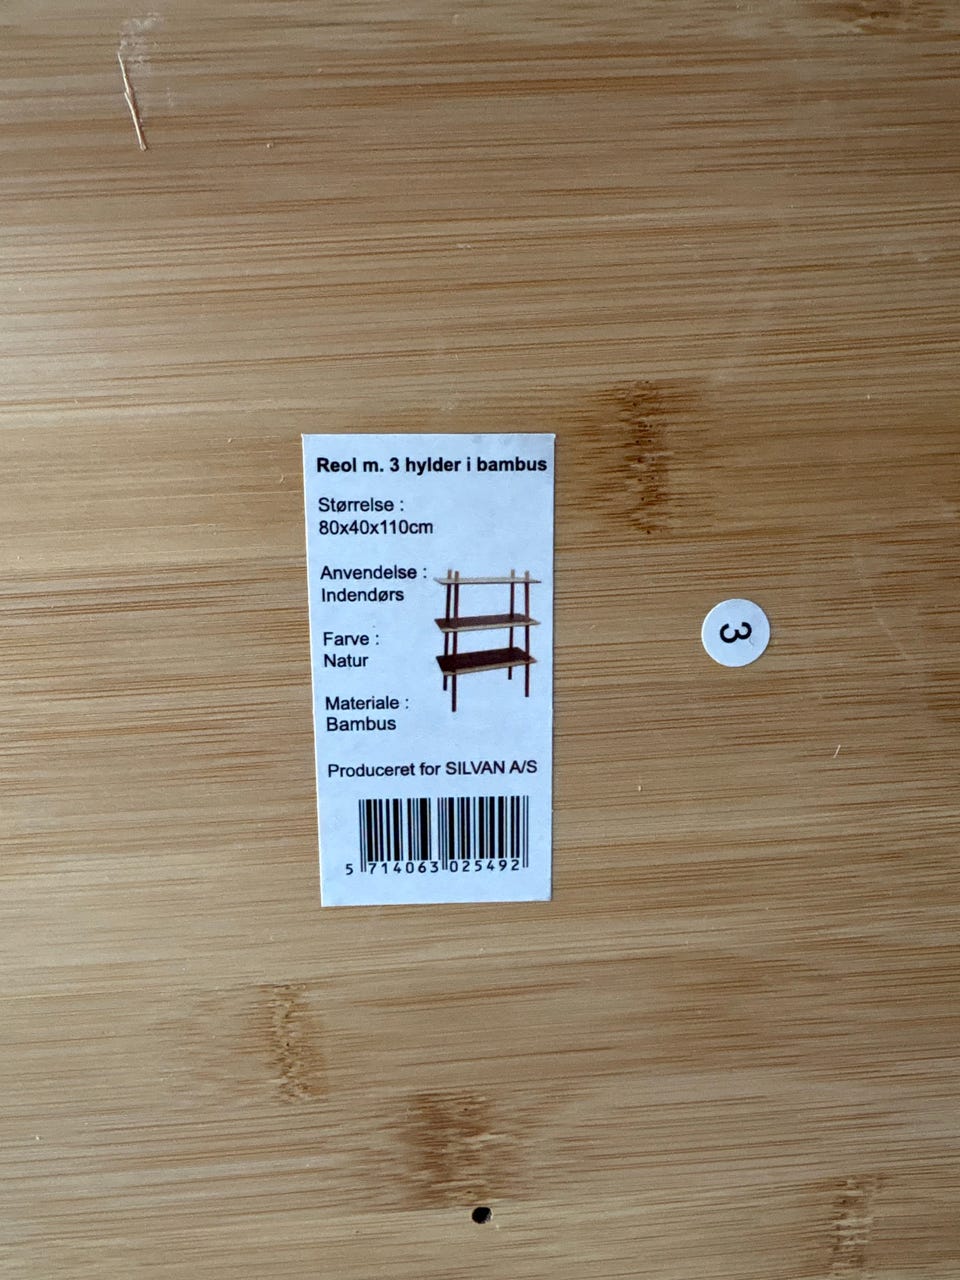 Reol m. 3 hylder i bambus
Størrelse :
80x40x110cm
Anvendelse :
Indendørs
Farve :
Natur
Materiale :
Bambus
Produceret for SILVAN A/S
5 714063 025492
3